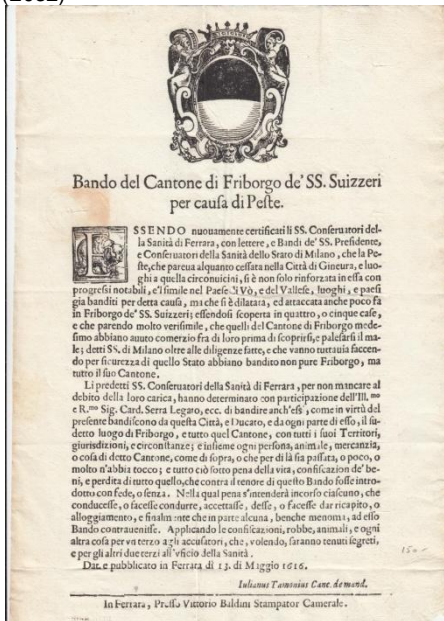 Bando del Cantone di Friborgo de' SS. Suizzeri
per causa di Peste.
ESSENDO nuouamente certificati li SS. Conseruatori del-
la Sanità di Ferrara, con lettere, e Bandi de' SS. Presidente,
e Conseruatori della Sanità dello Stato di Milano, che la Pe-
ste, che pareua alquanto cessata nella Città di Gineura, e luo-
ghi a quella circonuicini, si è non solo rinforzata in essa con
progressi notabili, e'l simile nel Paese di Vò, e del Vallese, luoghi, e paesi
gia banditi per detta causa, ma che si è dilatata, ed attaccata anche poco fa
in Friborgo de' SS. Suizzeri; essendosi scoperta in quattro, o cinque case,
e che parendo molto verisimile, che quelli del Cantone di Friborgo mede-
simo abbiano auuto comerzio fra di loro prima di scoprirsi, e palesarsi il ma-
le; detti SS. di Milano oltre alle diligenze fatte, e che vanno tuttauia faccen-
do per sicurezza di quello Stato abbiano bandito non pure Friborgo, ma
tutto il suo Cantone.
Li predetti SS. Conseruatori della Sanità di Ferrara, per non mancare al
debito della loro carica, hanno determinato con participazione dell'Ill.mo
e R.mo Sig. Card. Serra Legato, ecc. di bandire anch'essi, come in virtù del
presente bandiscono da questa Città, e Ducato, e da ogni parte di esso, il su-
detto luogo di Friborgo, e tutto quel Cantone, con tutti i suoi Territori,
giurisdizioni, e circonstanze; e insieme ogni persona, animale, mercanzia,
o cosa di detto Cantone, come di sopra, o che per di là sia passata, o poco, o
molto n'abbia tocco; e tutto ciò sotto pena della vita, confiscazion de' be-
ni, e perdita di tutto quello, che contra il tenore di questo Bando fosse intro-
dotto con fede, o senza. Nella qual pena s'intenderà incorso ciascuno, che
conducesse, o facesse condurre, accettasse, desse, o facesse dar ricapito, o
alloggiamento, e finalmente che in parte alcuna, benche menoma, ad esso
Bando contrauenisse. Applicando le confiscazioni, robbe, animali, e ogni
altra cosa per vn terzo agli accusatori, che, volendo, saranno tenuti segreti,
e per gli altri due terzi all'vficio della Sanità.
Dat. e pubblicato in Ferrara di 13. di Maggio 1616.
Iulianus Tamonius Canc. de mand.
In Ferrara, Presso Vittorio Baldini Stampator Camerale.
150.-